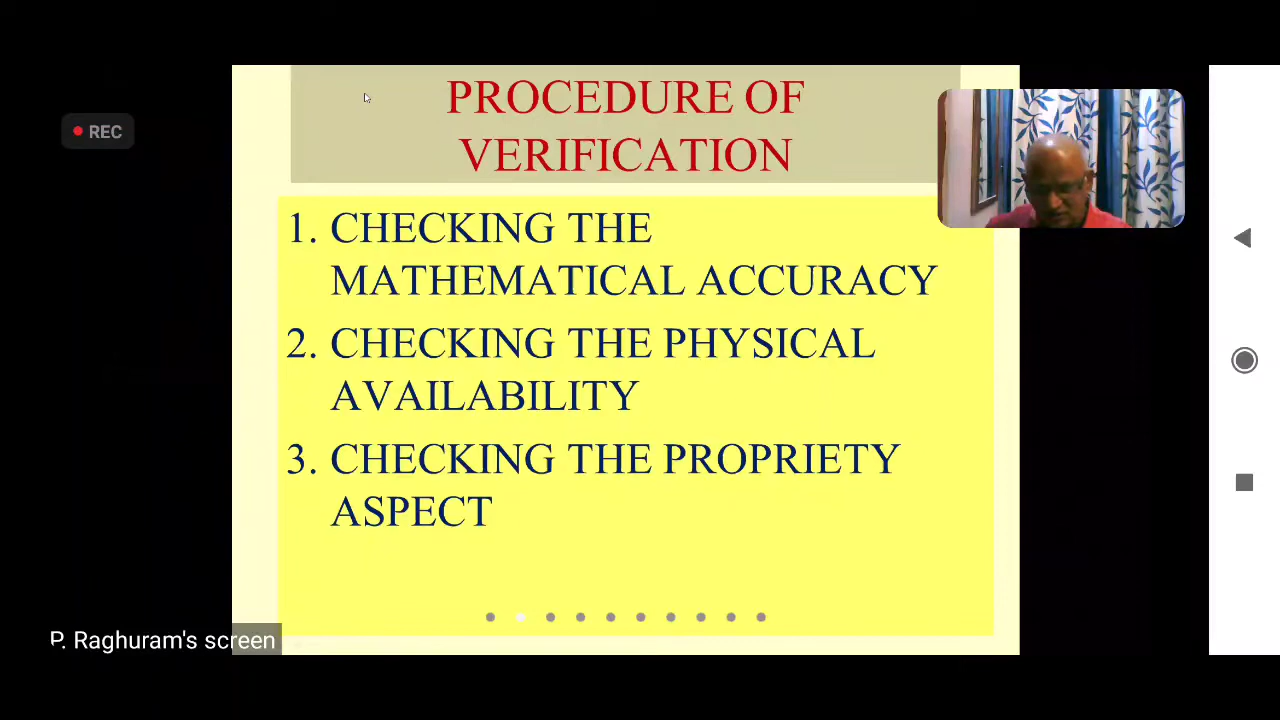 PROCEDURE OF
VERIFICATION
REC
1. CHECKING THE
MATHEMATICAL ACCURACY
2. CHECKING THE PHYSICAL
AVAILABILITY
3. CHECKING THE PROPRIETY
ASPECT
P. Raghuram's screen